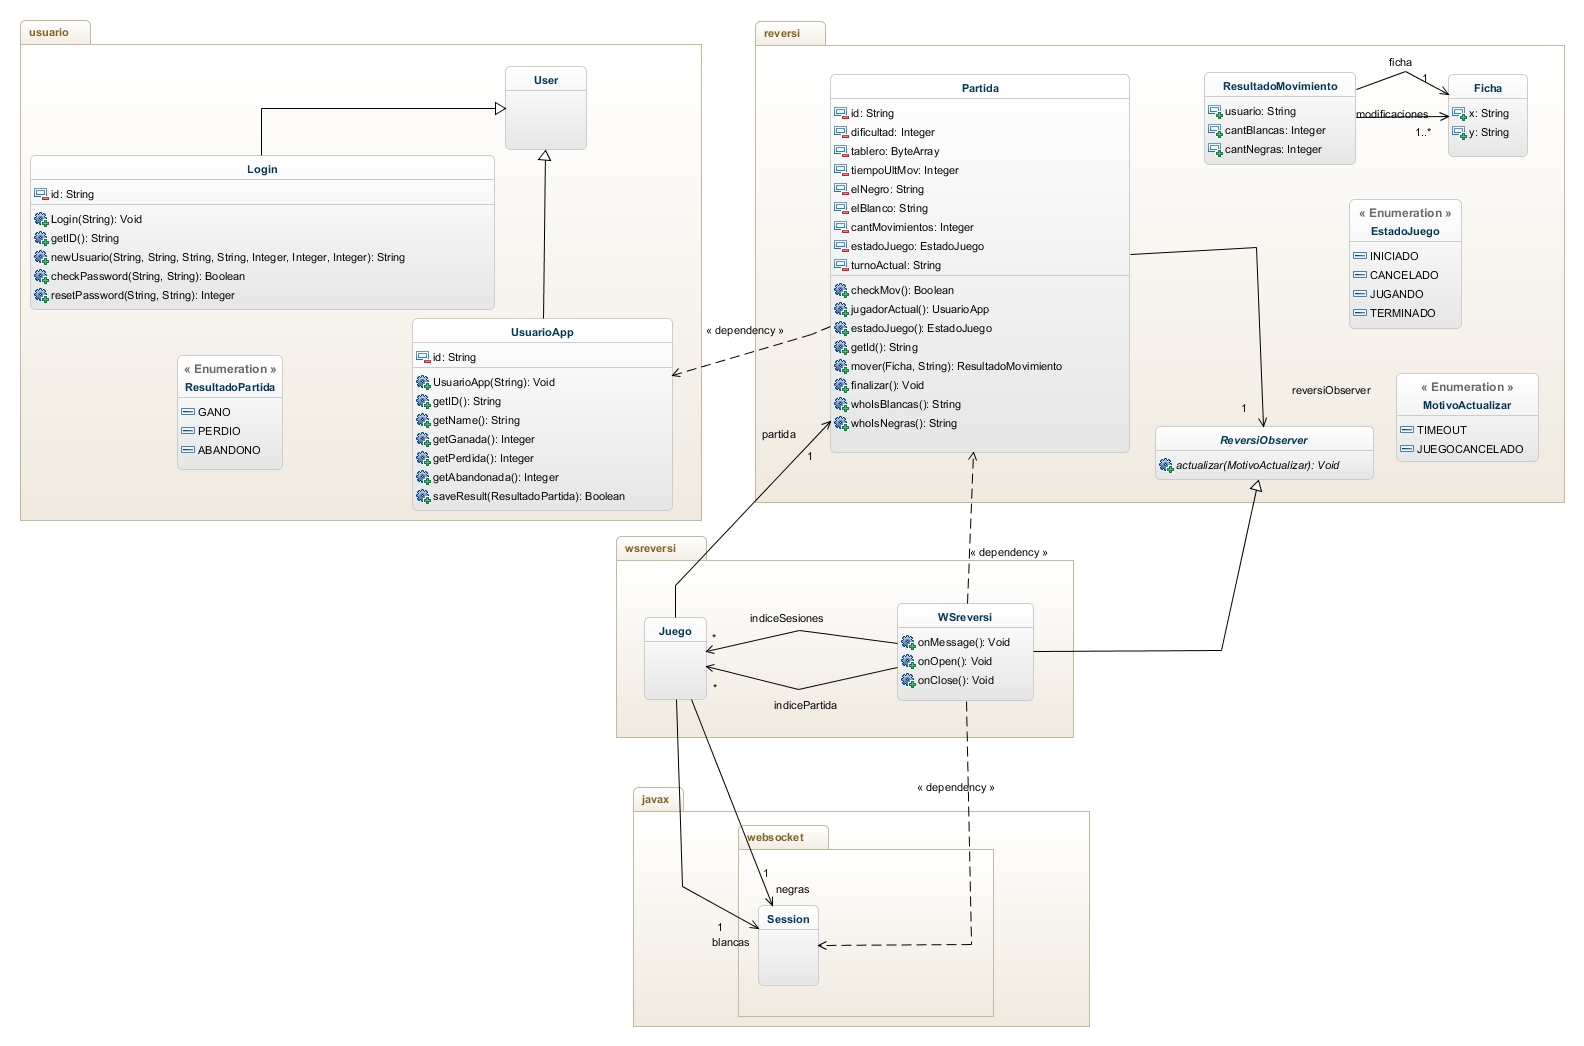 usuario
User
Login
id: String
Login(String): Void
getID(): String
newUsuario(String, String, String, String, Integer, Integer, Integer): String
checkPassword(String, String): Boolean
resetPassword(String, String): Integer
« Enumeration »
ResultadoPartida
GANO
PERDIO
ABANDONO
UsuarioApp
id: String
UsuarioApp(String): Void
getID(): String
getName(): String
getGanada(): Integer
getPerdida(): Integer
getAbandonada(): Integer
saveResult(ResultadoPartida): Boolean
« dependency »
reversi
Partida
id: String
dificultad: Integer
tablero: ByteArray
tiempoUltMov: Integer
elNegro: String
elBlanco: String
cantMovimientos: Integer
estadoJuego: EstadoJuego
turnoActual: String
checkMov(): Boolean
jugadorActual(): UsuarioApp
estadoJuego(): EstadoJuego
getId(): String
mover(Ficha, String): ResultadoMovimiento
finalizar(): Void
whoIsBlancas(): String
whoIsNegras(): String
ResultadoMovimiento
usuario: String
cantBlancas: Integer
cantNegras: Integer
ficha
1
modificaciones
1..*
Ficha
x: String
y: String
« Enumeration »
EstadoJuego
INICIADO
CANCELADO
JUGANDO
TERMINADO
« Enumeration »
MotivoActualizar
TIMEOUT
JUEGOCANCELADO
reversiObserver
1
ReversiObserver
actualizar(MotivoActualizar): Void
partida
1
wsreversi
« dependency »
Juego
indiceSesiones
*
*
indicePartida
WSreversi
onMessage(): Void
onOpen(): Void
onClose(): Void
« dependency »
javax
websocket
1
negras
Session
1
blancas